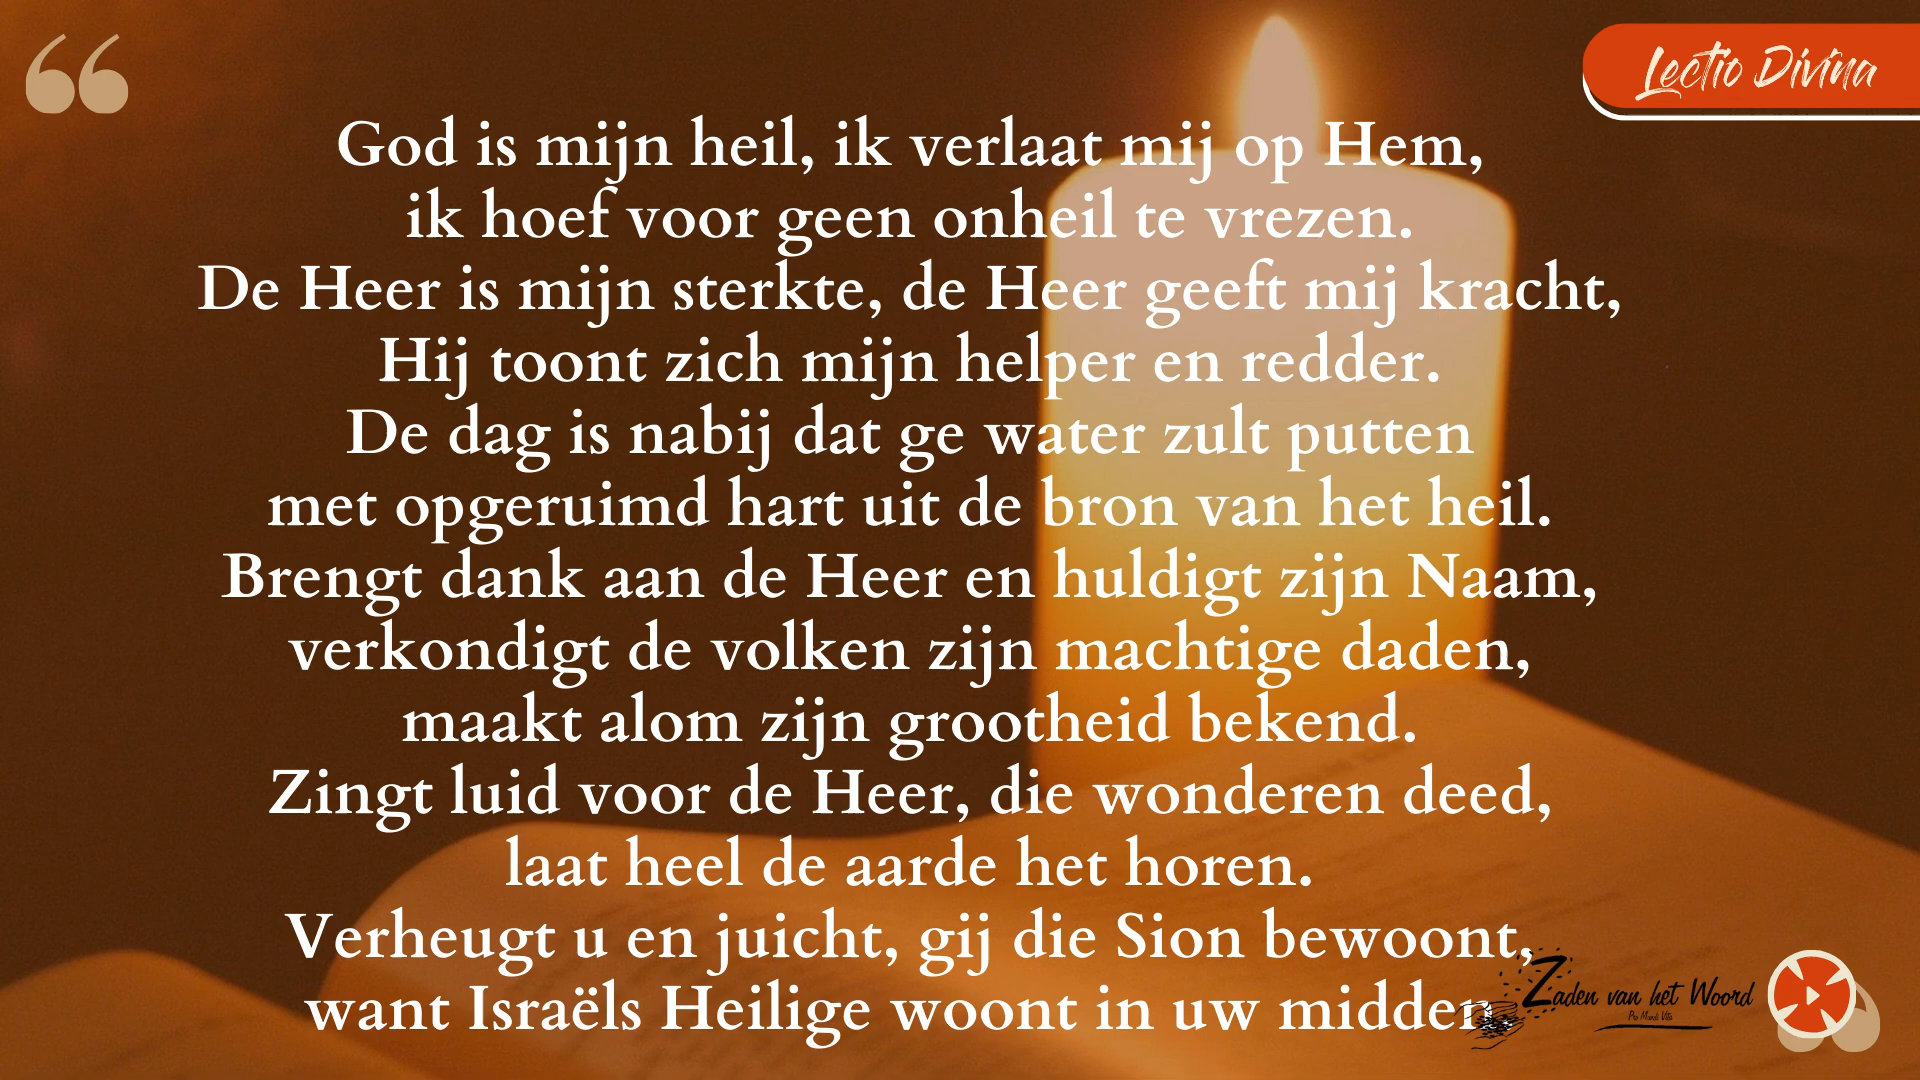 Lectio Divina
God is mijn heil, ik verlaat mij op Hem,
ik hoef voor geen onheil te vrezen.
De Heer is mijn sterkte, de Heer geeft mij kracht,
Hij toont zich mijn helper en redder.
De dag is nabij dat ge water zult putten
met opgeruimd hart uit de bron van het heil.
Brengt dank aan de Heer en huldigt zijn Naam,
verkondigt de volken zijn machtige daden,
maakt alom zijn grootheid bekend.
Zingt luid voor de Heer, die wonderen deed,
laat heel de aarde het horen.
Verheugt u en juicht, gij die Sion bewoont,
want Israëls Heilige woont in uw midden
Zaden van het Woord
Pro Mundi Vita